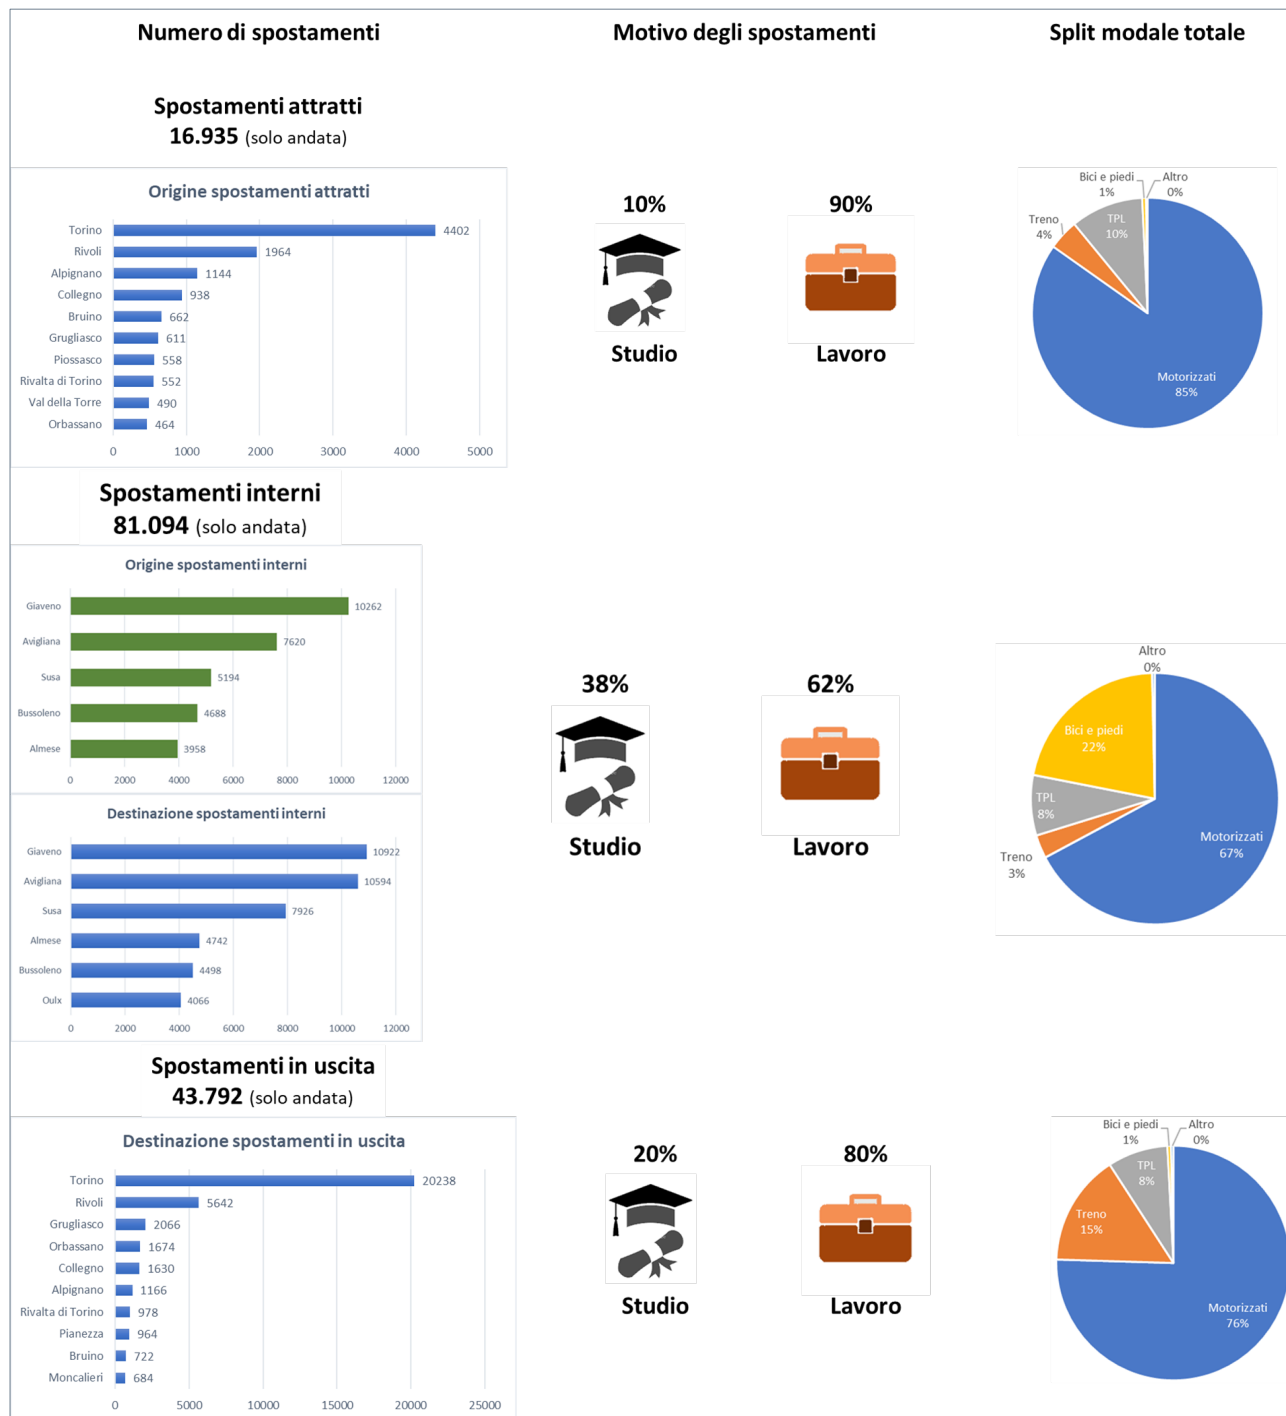 Numero di spostamenti
Motivo degli spostamenti
Split modale totale
Spostamenti attratti
16.935 (solo andata)
Origine spostamenti attratti
Torino 4402
Rivoli 1964
Alpignano 1144
Collegno 938
Bruino 662
Grugliasco 611
Piossasco 558
Rivalta di Torino 552
Val della Torre 490
Orbassano 464
0 1000 2000 3000 4000 5000
10%
Studio
90%
Lavoro
Bici e piedi
1%
Altro
0%
Treno
4%
TPL
10%
Motorizzati
85%
Spostamenti interni
81.094 (solo andata)
Origine spostamenti interni
Giaveno 10262
Avigliana 7620
Susa 5194
Bussoleno 4688
Almese 3958
0 2000 4000 6000 8000 10000 12000
Destinazione spostamenti interni
Giaveno 10922
Avigliana 10594
Susa 7926
Almese 4742
Bussoleno 4498
Oulx 4066
0 2000 4000 6000 8000 10000 12000
38%
Studio
62%
Lavoro
Altro
0%
Bici e piedi
22%
TPL
8%
Treno
3%
Motorizzati
67%
Spostamenti in uscita
43.792 (solo andata)
Destinazione spostamenti in uscita
Torino 20238
Rivoli 5642
Grugliasco 2066
Orbassano 1674
Collegno 1630
Alpignano 1166
Rivalta di Torino 978
Pianezza 964
Bruino 722
Moncalieri 684
0 5000 10000 15000 20000 25000
20%
Studio
80%
Lavoro
Bici e piedi
1%
Altro
0%
TPL
8%
Treno
15%
Motorizzati
76%